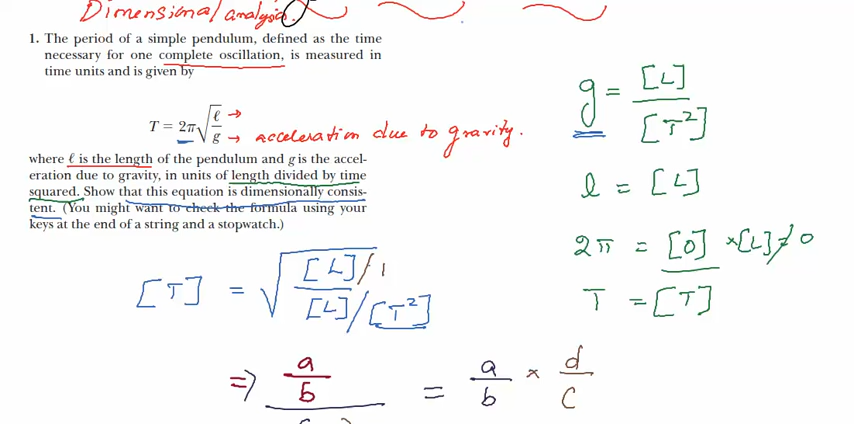 Dimensional analysis.
1. The period of a simple pendulum, defined as the time
necessary for one complete oscillation, is measured in
time units and is given by
T = 2π√(ℓ/g) → → acceleration due to gravity.
where ℓ is the length of the pendulum and g is the accel-
eration due to gravity, in units of length divided by time
squared. Show that this equation is dimensionally consis-
tent. (You might want to check the formula using your
keys at the end of a string and a stopwatch.)
g = [L] / [T²]
l = [L]
2π = [0] × [L] ≠ 0
T = [T]
[T] = √([L]/1 / [L]/[T²])
⇒ a/b = a/b × d/c